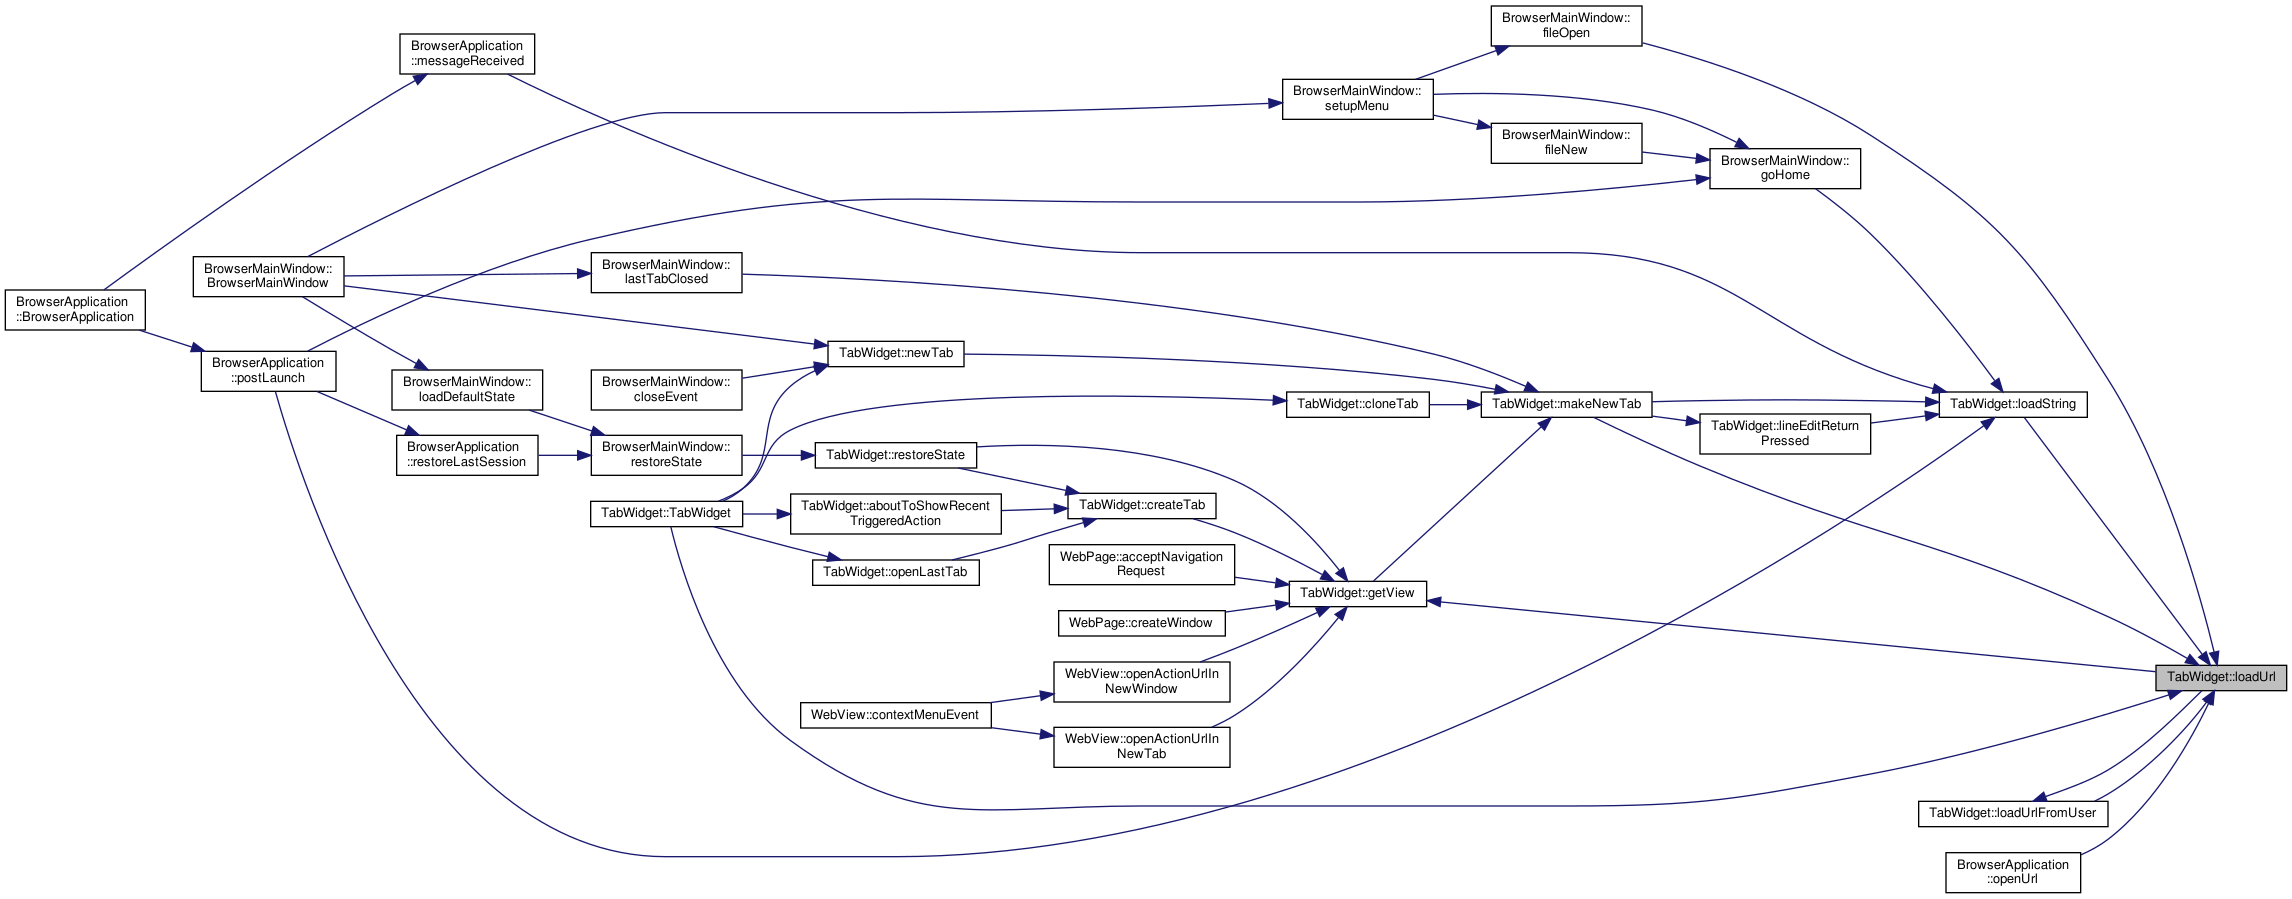 BrowserMainWindow::
fileOpen
BrowserApplication
::messageReceived
BrowserMainWindow::
setupMenu
BrowserMainWindow::
fileNew
BrowserMainWindow::
goHome
BrowserMainWindow::
BrowserMainWindow
BrowserMainWindow::
lastTabClosed
BrowserApplication
::BrowserApplication
TabWidget::newTab
BrowserApplication
::postLaunch
BrowserMainWindow::
loadDefaultState
BrowserMainWindow::
closeEvent
TabWidget::cloneTab
TabWidget::makeNewTab
TabWidget::loadString
TabWidget::lineEditReturn
Pressed
BrowserApplication
::restoreLastSession
BrowserMainWindow::
restoreState
TabWidget::restoreState
TabWidget::TabWidget
TabWidget::aboutToShowRecent
TriggeredAction
TabWidget::createTab
WebPage::acceptNavigation
Request
TabWidget::openLastTab
TabWidget::getView
WebPage::createWindow
WebView::openActionUrlIn
NewWindow
TabWidget::loadUrl
WebView::contextMenuEvent
WebView::openActionUrlIn
NewTab
TabWidget::loadUrlFromUser
BrowserApplication
::openUrl